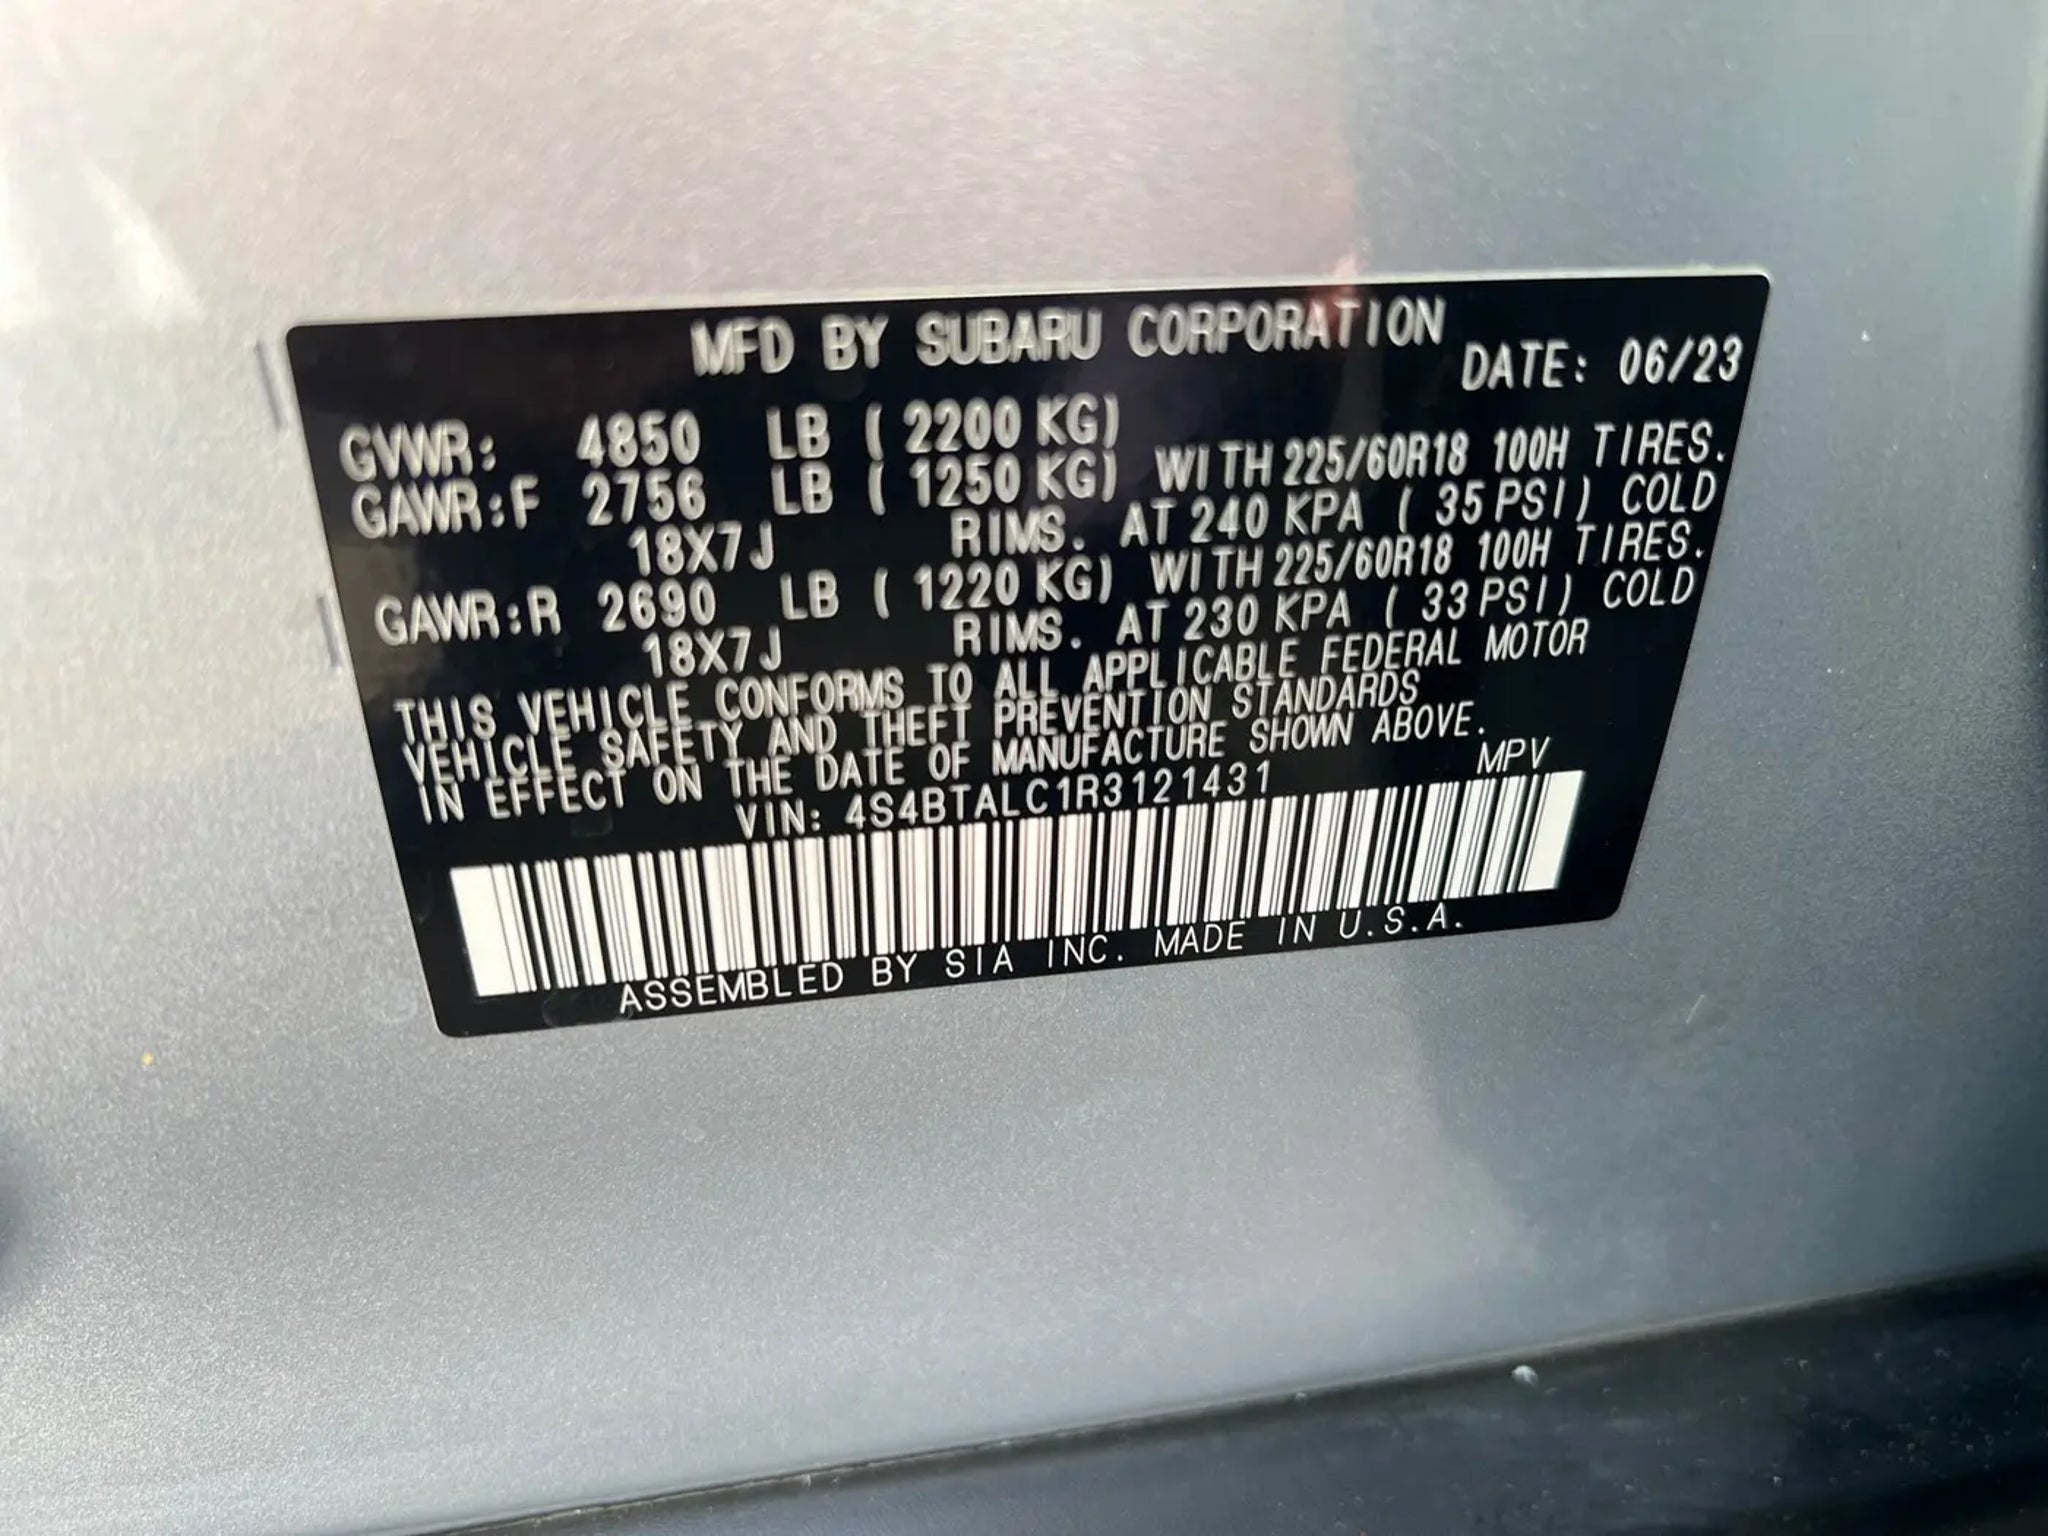 MFD BY SUBARU CORPORATION DATE: 06/23
GVWR: 4850 LB ( 2200 KG)
GAWR:F 2756 LB ( 1250 KG) WITH 225/60R18 100H TIRES.
18X7J RIMS. AT 240 KPA ( 35 PSI) COLD
GAWR:R 2690 LB ( 1220 KG) WITH 225/60R18 100H TIRES.
18X7J RIMS. AT 230 KPA ( 33 PSI) COLD
THIS VEHICLE CONFORMS TO ALL APPLICABLE FEDERAL MOTOR
VEHICLE SAFETY AND THEFT PREVENTION STANDARDS
IN EFFECT ON THE DATE OF MANUFACTURE SHOWN ABOVE.
VIN: 4S4BTALC1R3121431 MPV
ASSEMBLED BY SIA INC. MADE IN U.S.A.